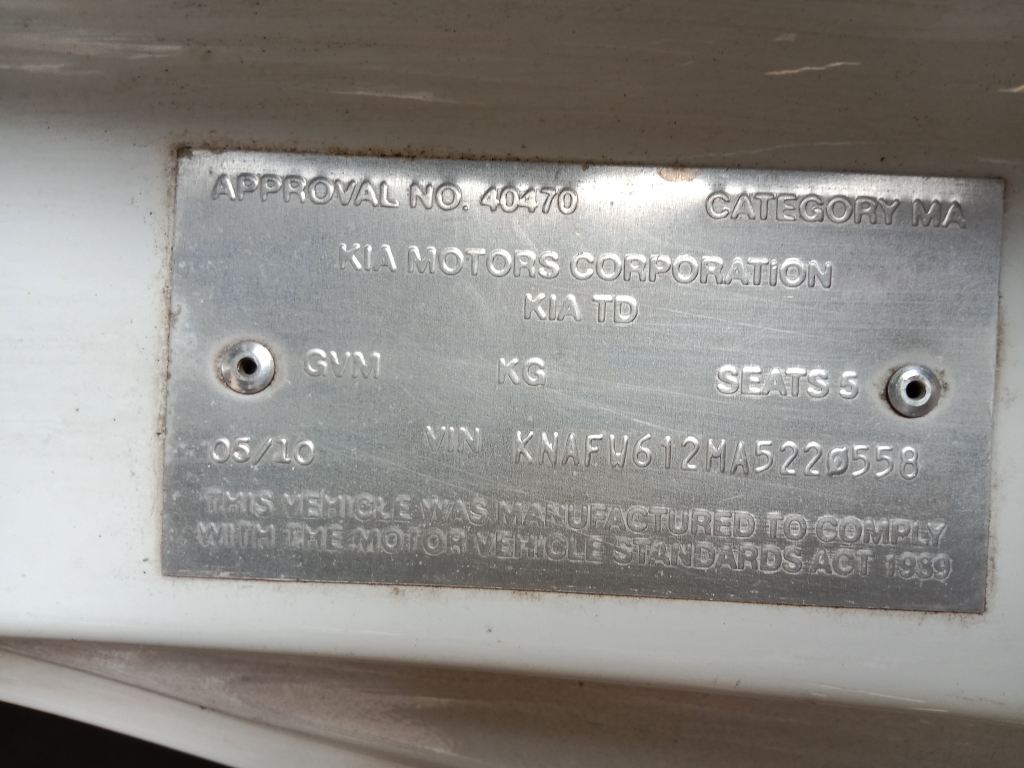 APPROVAL NO. 40470 CATEGORY MA
KIA MOTORS CORPORATION
KIA TD
GVM KG SEATS 5
05/10 VIN KNAFW612MA5220558
THIS VEHICLE WAS MANUFACTURED TO COMPLY
WITH THE MOTOR VEHICLE STANDARDS ACT 1989